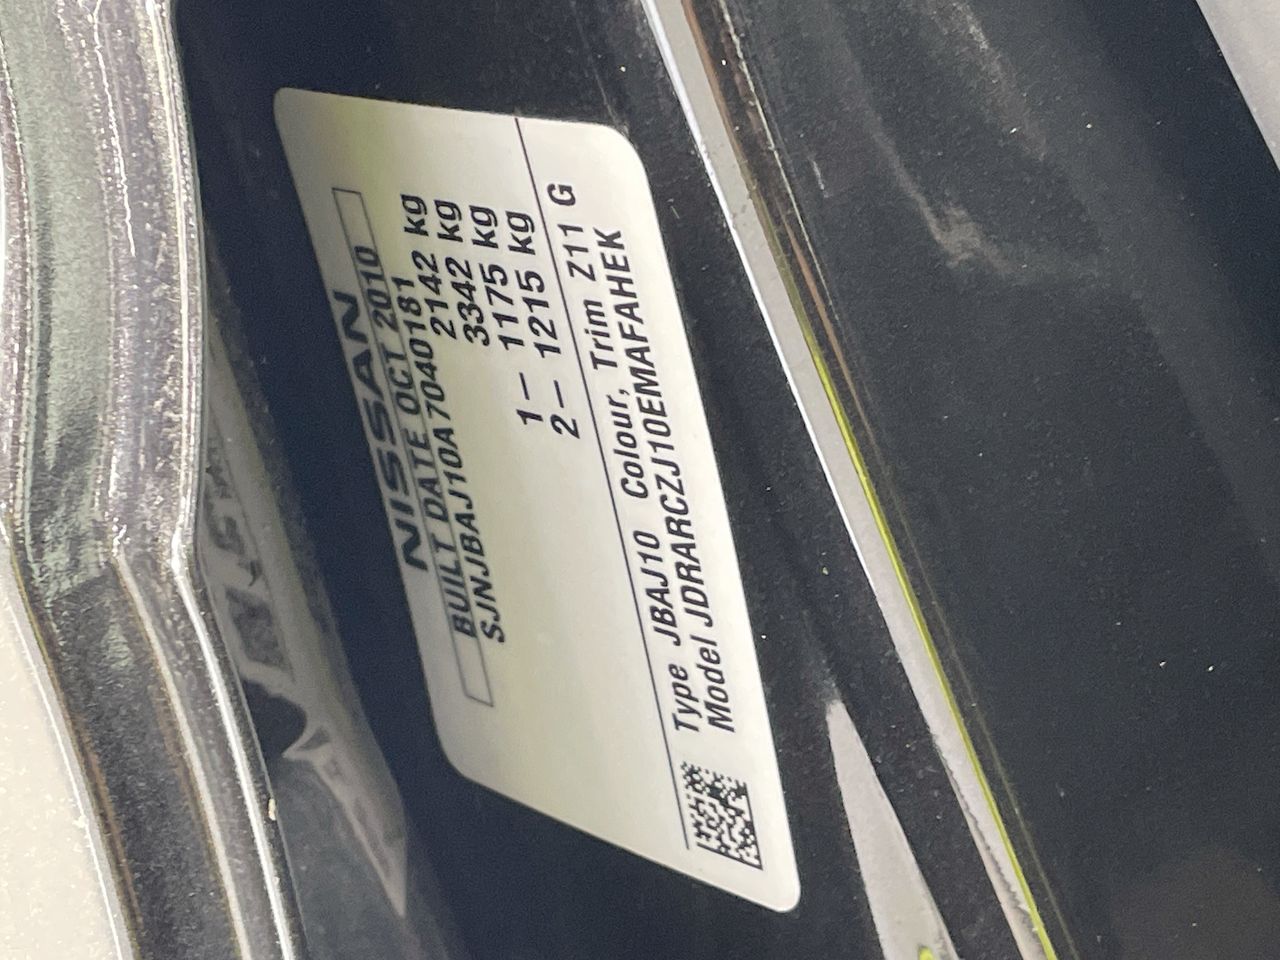 NISSAN
BUILT DATE OCT 2010
SJNJBAJ10A7040181
2142 kg
3342 kg
1– 1175 kg
2– 1215 kg
Type JBAJ10 Colour, Trim Z11 G
Model JDRARCZJ10EMAFAHEK